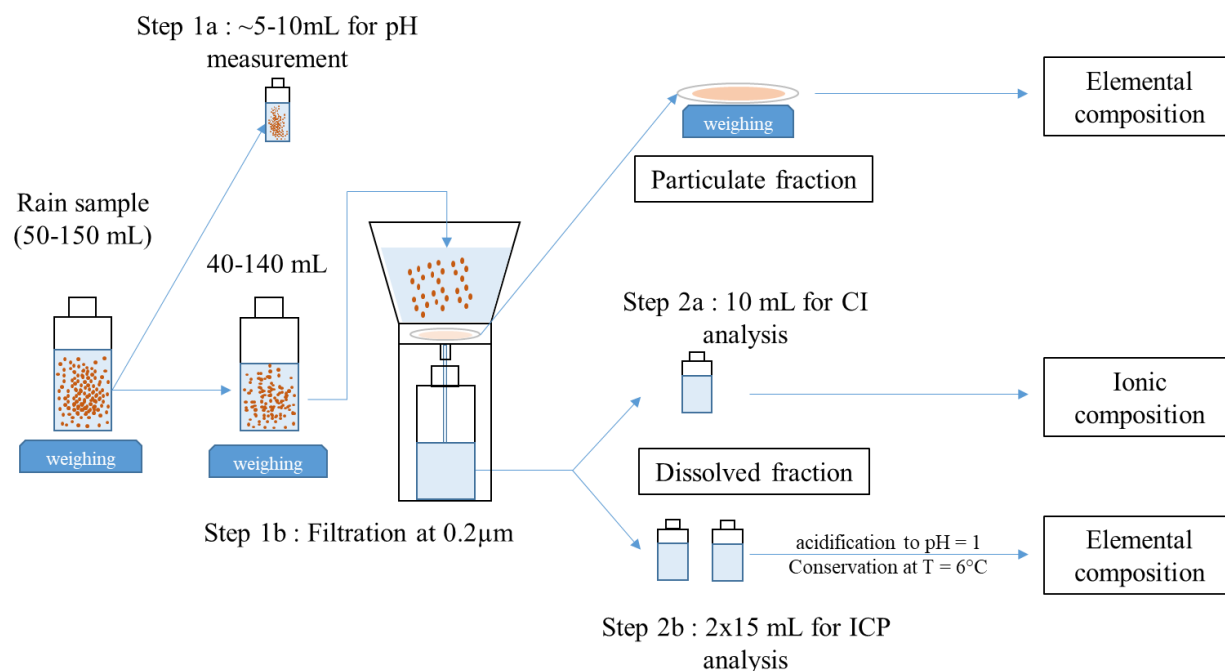 Step 1a : ~5-10mL for pH
measurement
Rain sample
(50-150 mL)
weighing
40-140 mL
weighing
Step 1b : Filtration at 0.2µm
weighing
Particulate fraction
Elemental
composition
Step 2a : 10 mL for CI
analysis
Ionic
composition
Dissolved fraction
acidification to pH = 1
Conservation at T = 6°C
Elemental
composition
Step 2b : 2x15 mL for ICP
analysis